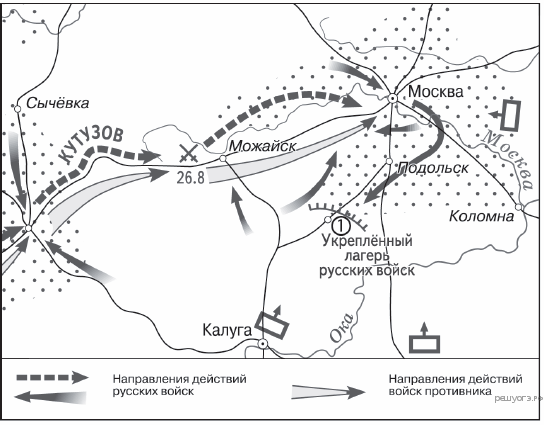 Москва
Сычёвка
КУТУЗОВ
Можайск
26.8
Москва
Подольск
Коломна
1
Укреплённый
лагерь
русских войск
Калуга
Ока
Направления действий
русских войск
Направления действий
войск противника
решуогэ.рф